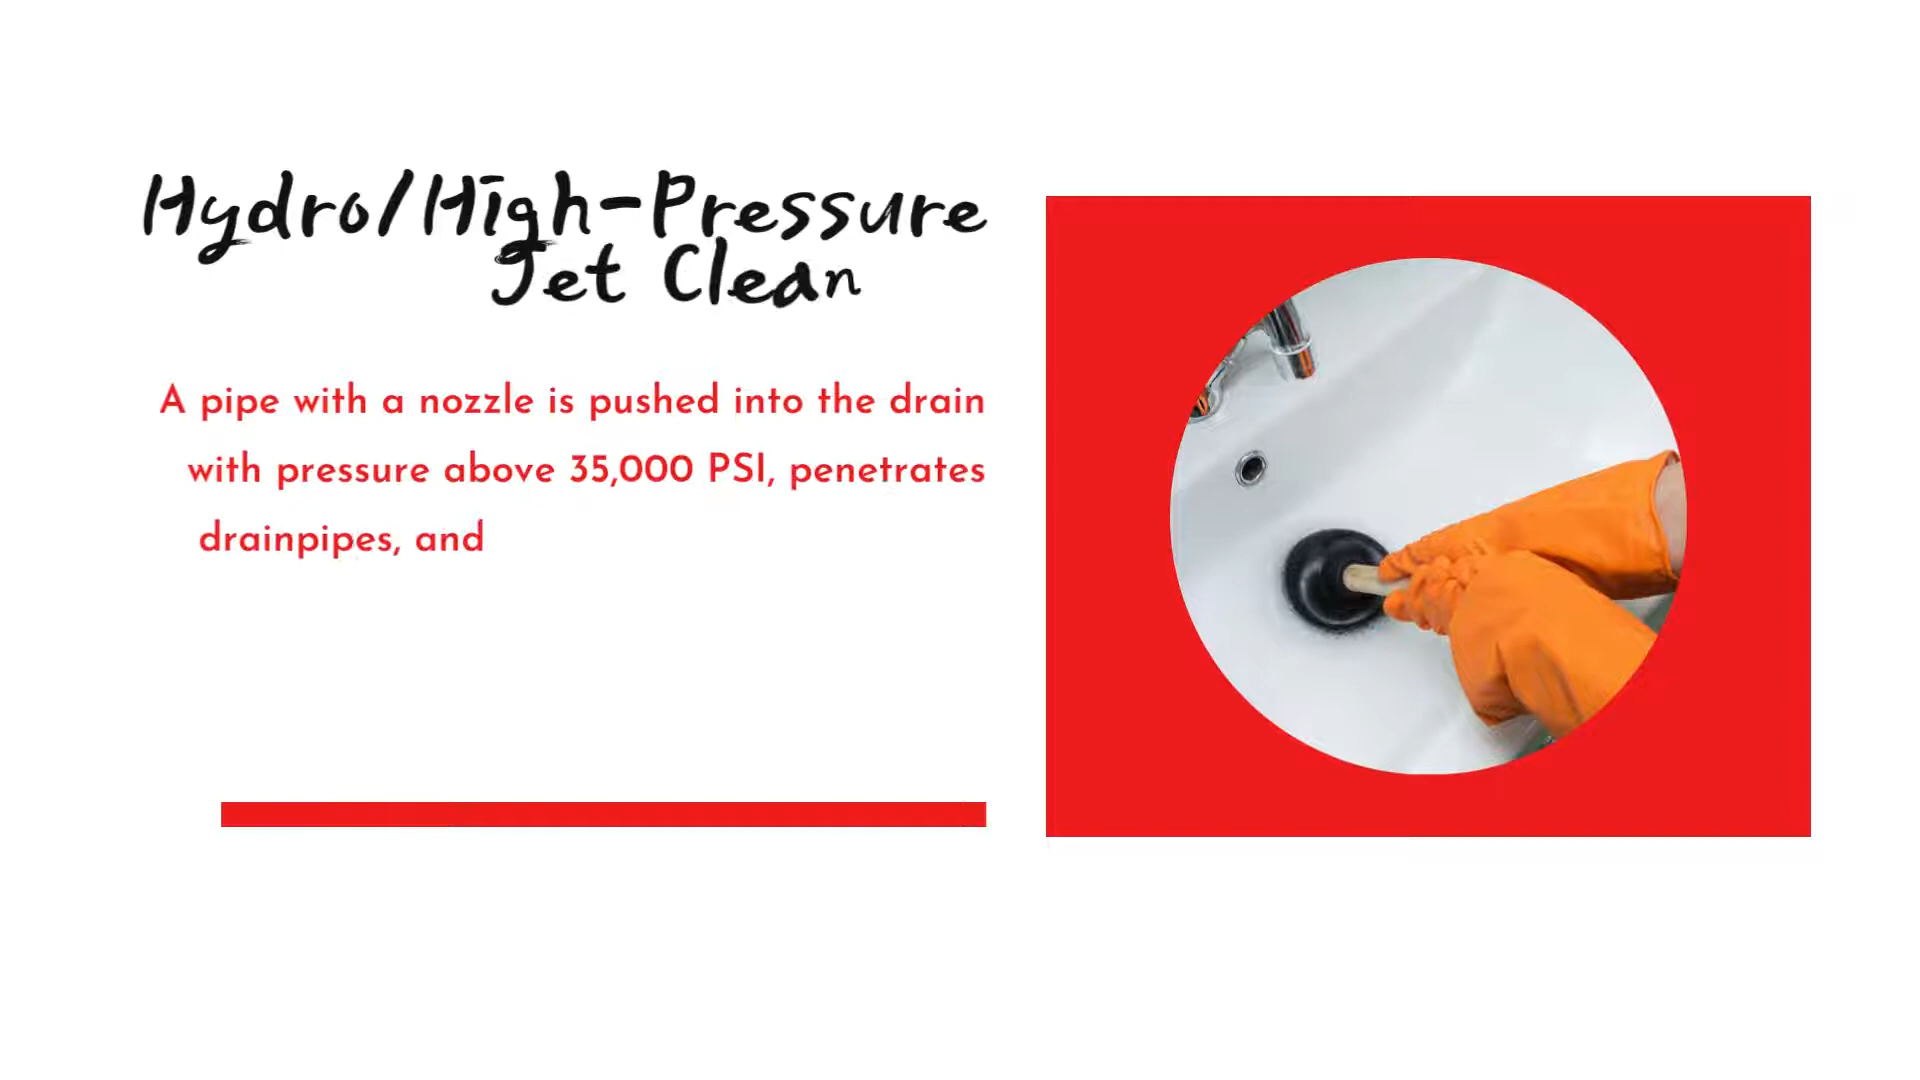 Hydro/High-Pressure
Jet Clean
A pipe with a nozzle is pushed into the drain
with pressure above 35,000 PSI, penetrates
drainpipes, and